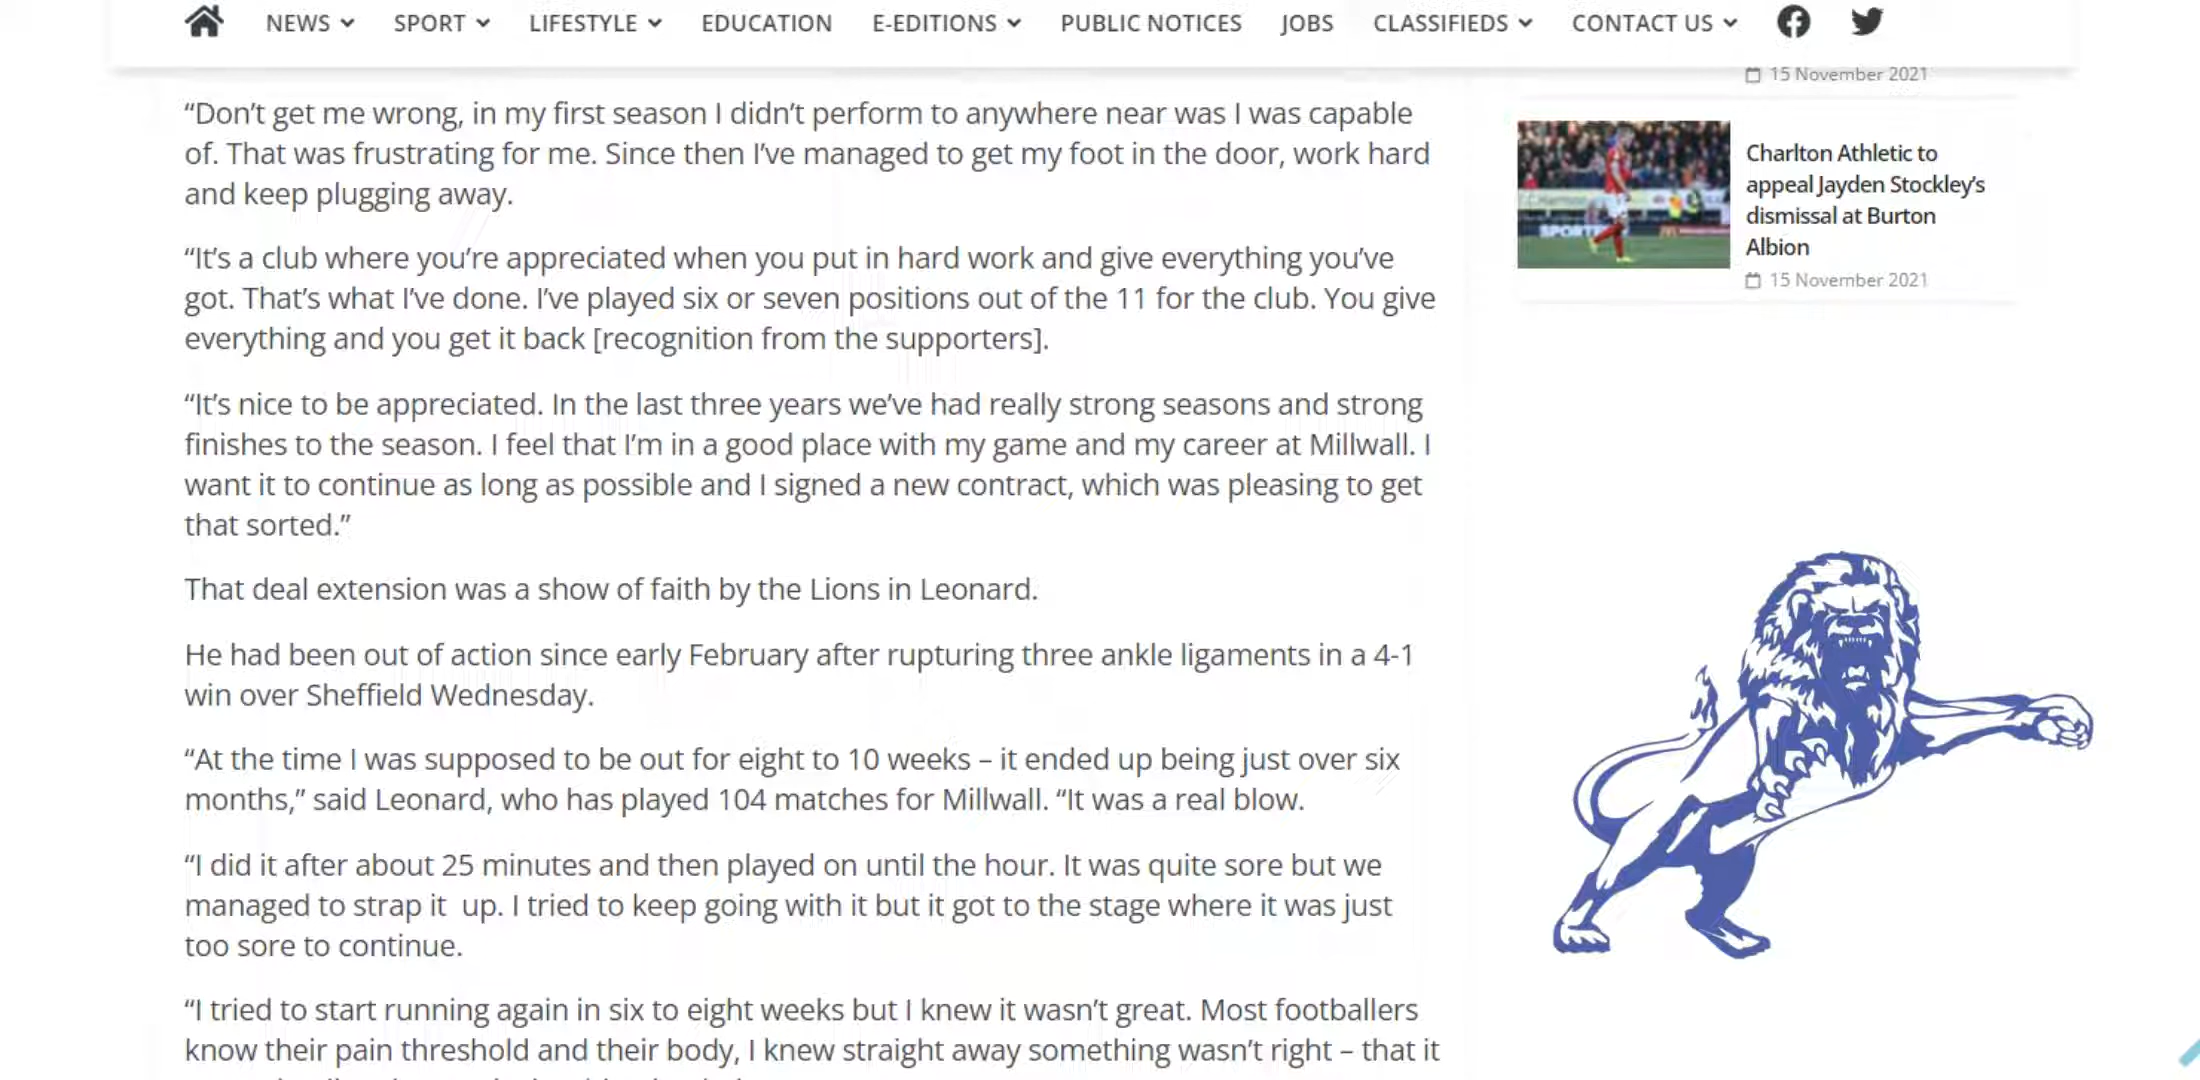 NEWS SPORT LIFESTYLE EDUCATION E-EDITIONS PUBLIC NOTICES JOBS CLASSIFIEDS CONTACT US
“Don’t get me wrong, in my first season I didn’t perform to anywhere near was I was capable
of. That was frustrating for me. Since then I’ve managed to get my foot in the door, work hard
and keep plugging away.
“It’s a club where you’re appreciated when you put in hard work and give everything you’ve
got. That’s what I’ve done. I’ve played six or seven positions out of the 11 for the club. You give
everything and you get it back [recognition from the supporters].
“It’s nice to be appreciated. In the last three years we’ve had really strong seasons and strong
finishes to the season. I feel that I’m in a good place with my game and my career at Millwall. I
want it to continue as long as possible and I signed a new contract, which was pleasing to get
that sorted.”
That deal extension was a show of faith by the Lions in Leonard.
He had been out of action since early February after rupturing three ankle ligaments in a 4-1
win over Sheffield Wednesday.
“At the time I was supposed to be out for eight to 10 weeks – it ended up being just over six
months,” said Leonard, who has played 104 matches for Millwall. “It was a real blow.
“I did it after about 25 minutes and then played on until the hour. It was quite sore but we
managed to strap it  up. I tried to keep going with it but it got to the stage where it was just
too sore to continue.
“I tried to start running again in six to eight weeks but I knew it wasn’t great. Most footballers
know their pain threshold and their body, I knew straight away something wasn’t right – that it
15 November 2021
Charlton Athletic to
appeal Jayden Stockley’s
dismissal at Burton
Albion
15 November 2021